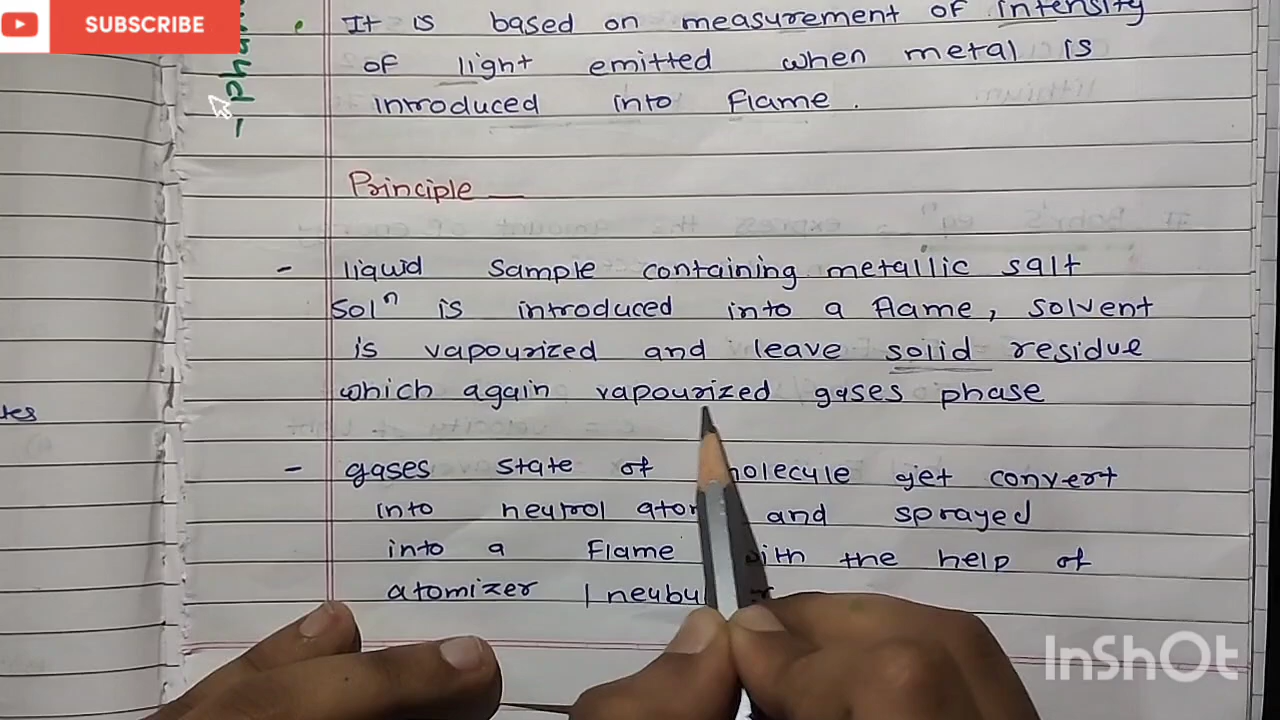 SUBSCRIBE
• It is based on measurement of intensity
of light emitted when metal is
introduced into Flame.
Principle —
- liquid sample containing metallic salt
Solⁿ is introduced into a flame, solvent
is vapourized and leave solid residue
which again vapourized gases phase
- gases state of molecule get convert
into neutrol and sprayed
into a Flame with the help of
atomizer |
InShOt